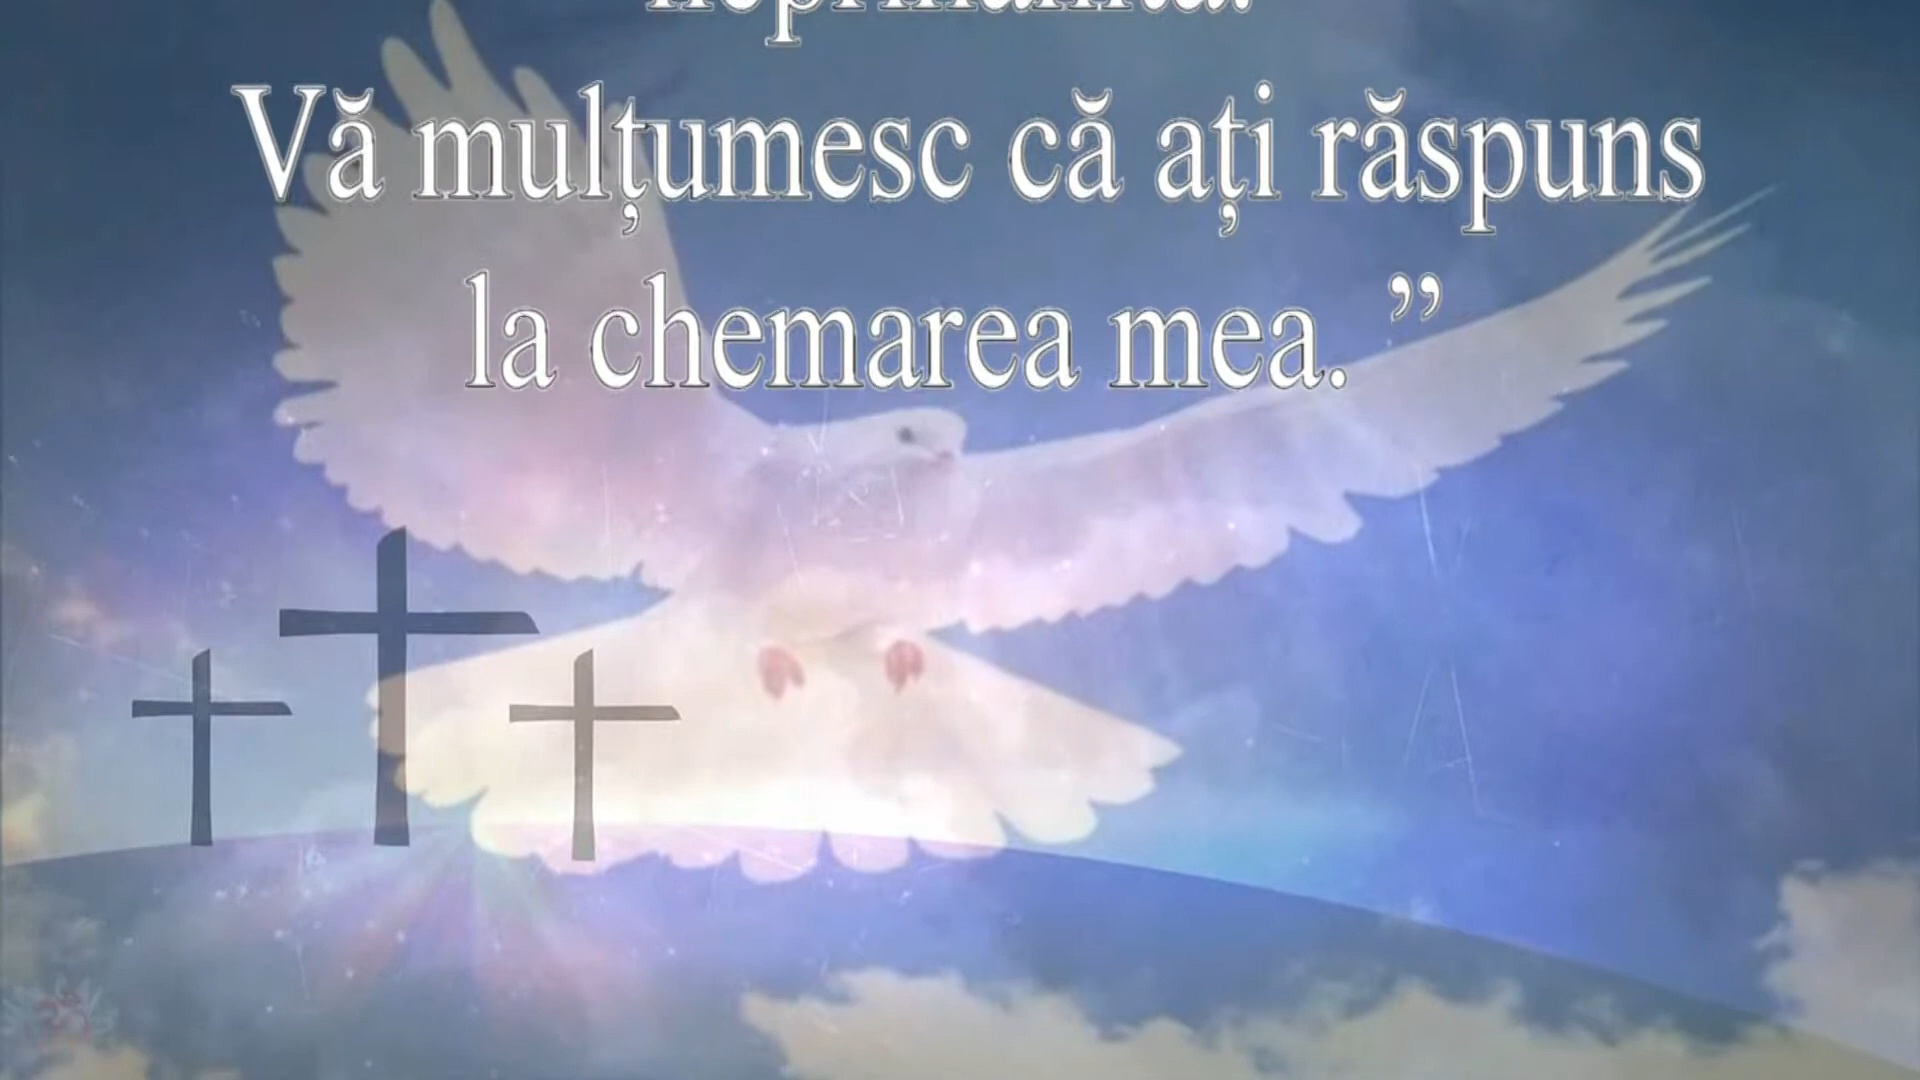 Vă mulțumesc că ați răspuns
la chemarea mea. ”